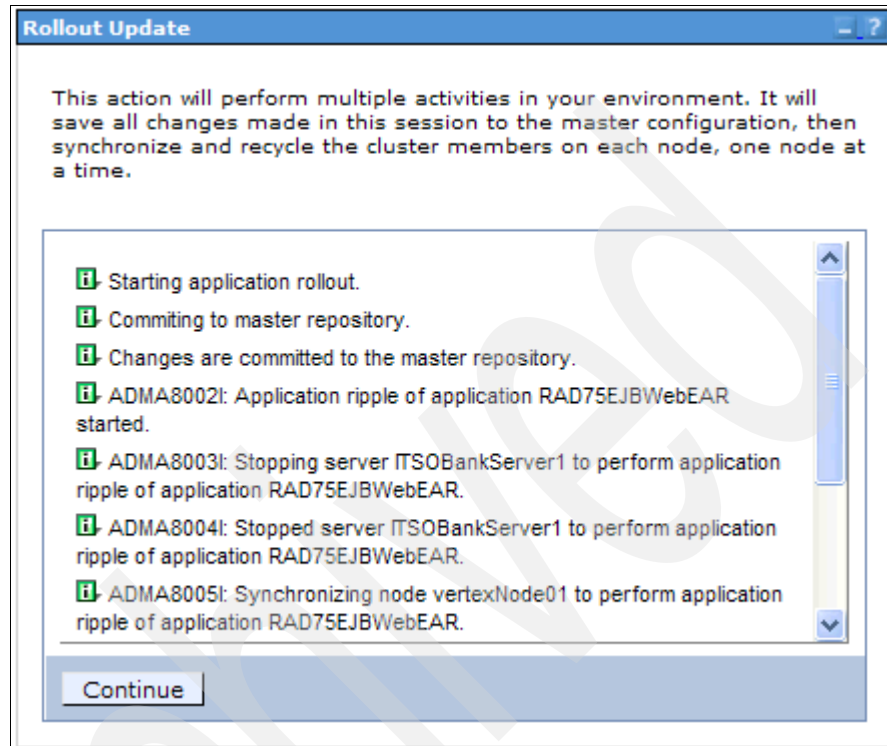 Rollout Update
This action will perform multiple activities in your environment. It will
save all changes made in this session to the master configuration, then
synchronize and recycle the cluster members on each node, one node at
a time.
Starting application rollout.
Commiting to master repository.
Changes are committed to the master repository.
ADMA8002I: Application ripple of application RAD75EJBWebEAR
started.
ADMA8003I: Stopping server ITSOBankServer1 to perform application
ripple of application RAD75EJBWebEAR.
ADMA8004I: Stopped server ITSOBankServer1 to perform application
ripple of application RAD75EJBWebEAR.
ADMA8005I: Synchronizing node vertexNode01 to perform application
ripple of application RAD75EJBWebEAR.
Continue